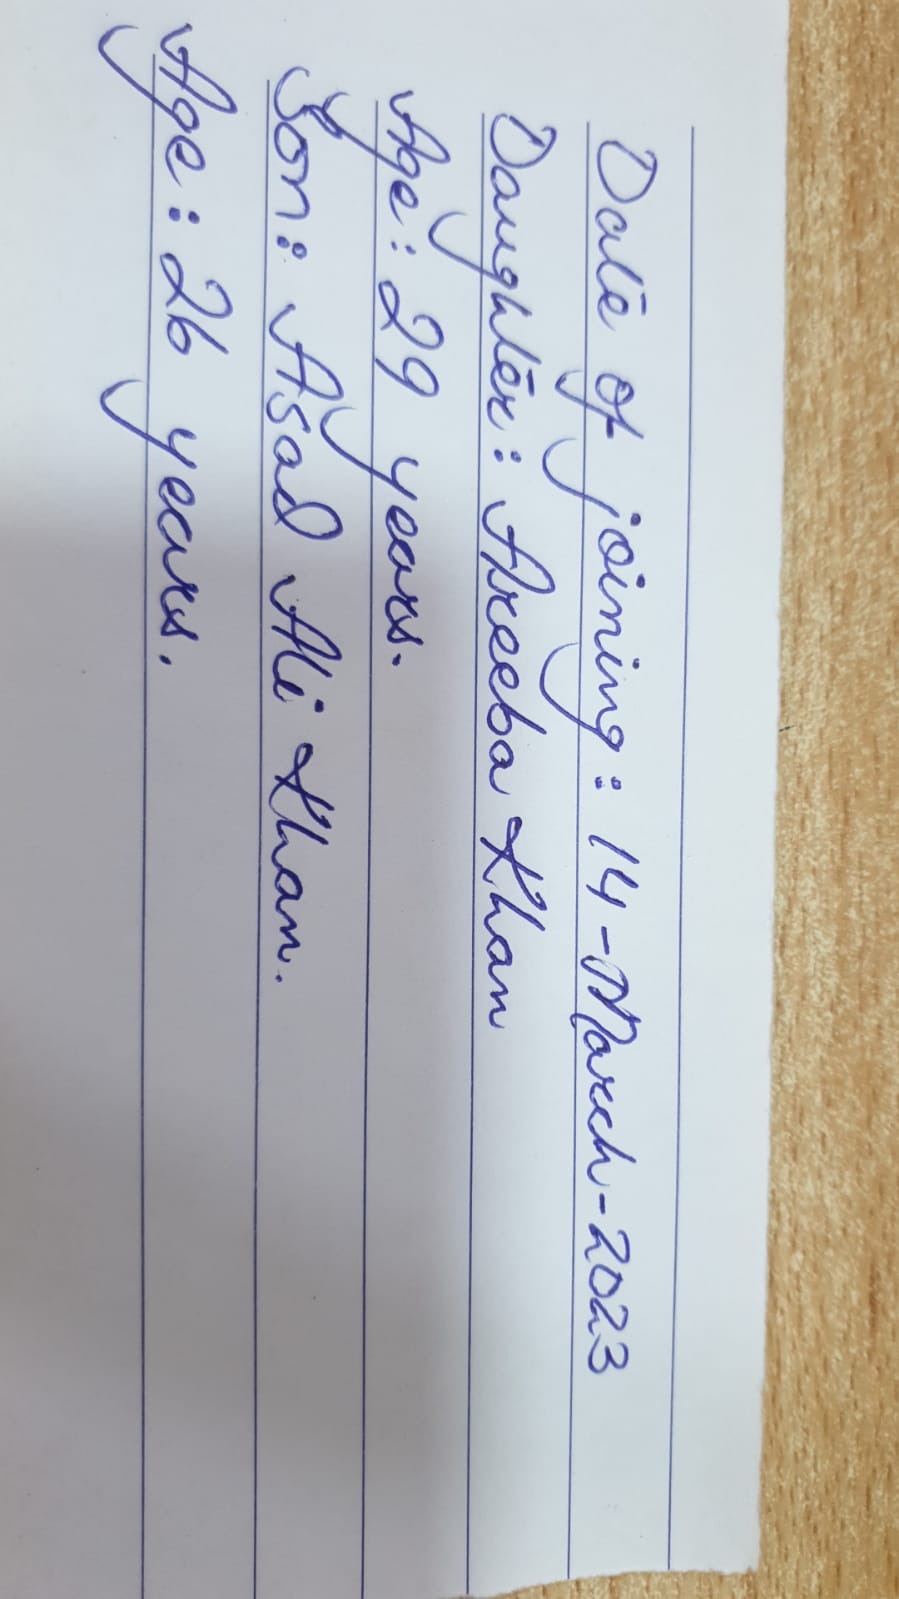 Date of joining: 14-March-2023
Daughter: Areeba Khan
Age: 29 years.
Son: Asad Ali Khan.
Age: 26 years.